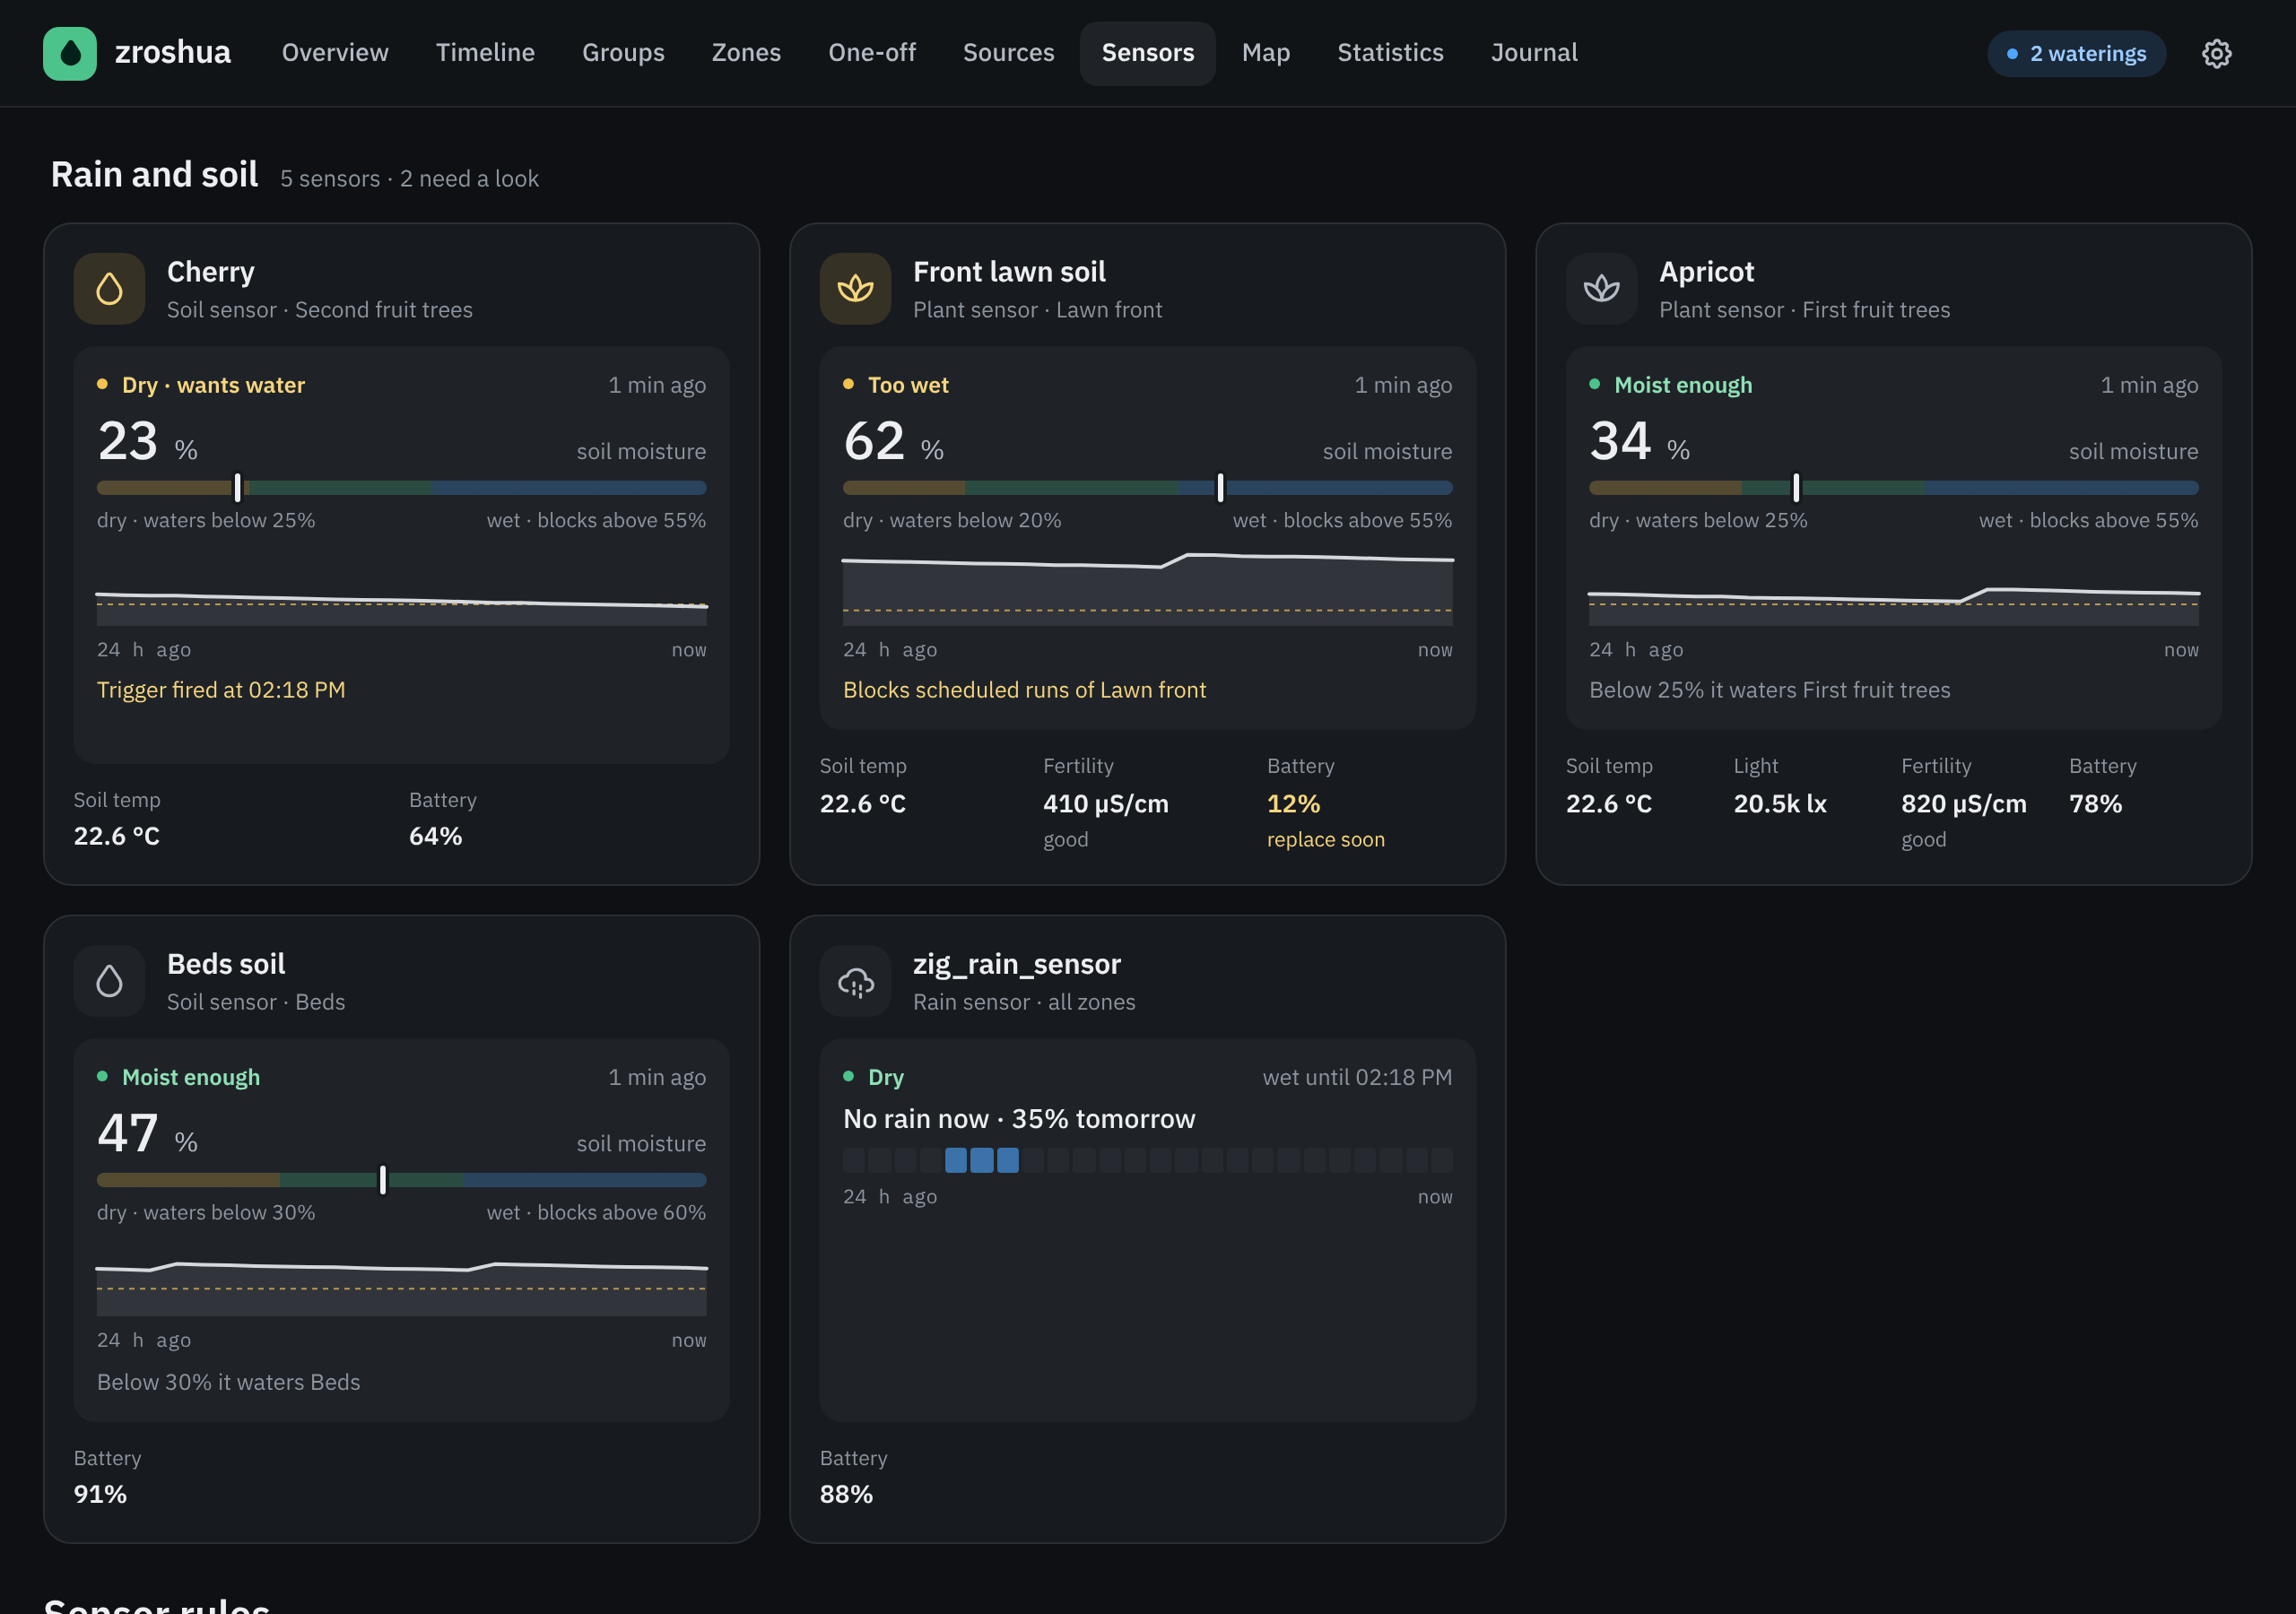 zroshua
Overview
Timeline
Groups
Zones
One-off
Sources
Sensors
Map
Statistics
Journal
2 waterings
Rain and soil
5 sensors · 2 need a look
Cherry
Soil sensor · Second fruit trees
Dry · wants water
1 min ago
23 %
soil moisture
dry · waters below 25%
wet · blocks above 55%
24 h ago
now
Trigger fired at 02:18 PM
Soil temp
22.6 °C
Battery
64%
Front lawn soil
Plant sensor · Lawn front
Too wet
1 min ago
62 %
soil moisture
dry · waters below 20%
wet · blocks above 55%
24 h ago
now
Blocks scheduled runs of Lawn front
Soil temp
22.6 °C
Fertility
410 µS/cm
good
Battery
12%
replace soon
Apricot
Plant sensor · First fruit trees
Moist enough
1 min ago
34 %
soil moisture
dry · waters below 25%
wet · blocks above 55%
24 h ago
now
Below 25% it waters First fruit trees
Soil temp
22.6 °C
Light
20.5k lx
Fertility
820 µS/cm
good
Battery
78%
Beds soil
Soil sensor · Beds
Moist enough
1 min ago
47 %
soil moisture
dry · waters below 30%
wet · blocks above 60%
24 h ago
now
Below 30% it waters Beds
Battery
91%
zig_rain_sensor
Rain sensor · all zones
Dry
wet until 02:18 PM
No rain now · 35% tomorrow
24 h ago
now
Battery
88%
Sensor rules